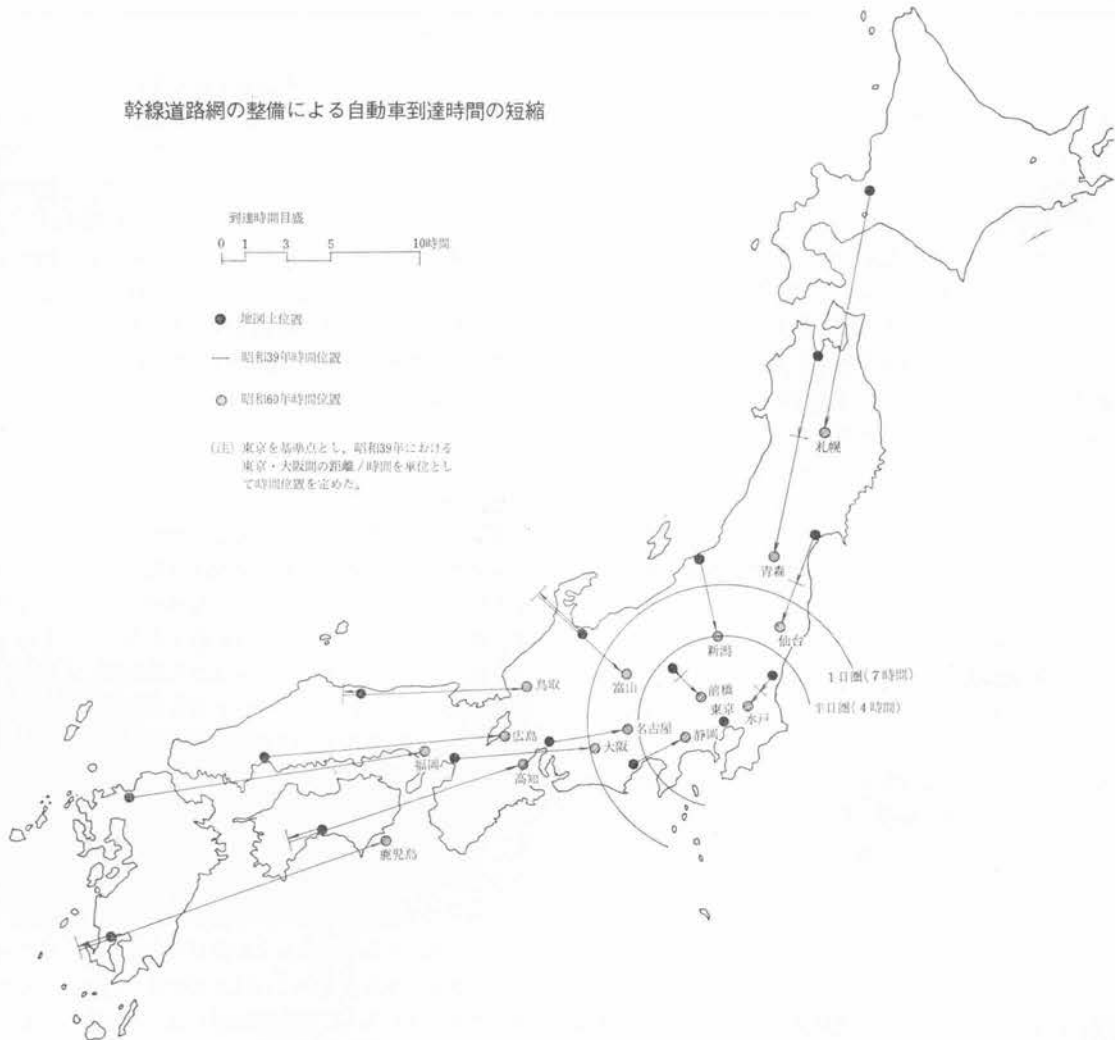 幹線道路網の整備による自動車到達時間の短縮
到達時間目盛
0 1 3 5 10時間
地図上位置
昭和39年時間位置
昭和60年時間位置
(注) 東京を基準点とし、昭和39年における
東京・大阪間の距離/時間を単位とし
て時間位置を定めた。
札幌
青森
仙台
新潟
1日圏(7時間)
半日圏(4時間)
富山
前橋
東京
水戸
鳥取
名古屋
静岡
広島
大阪
福岡
高知
鹿児島